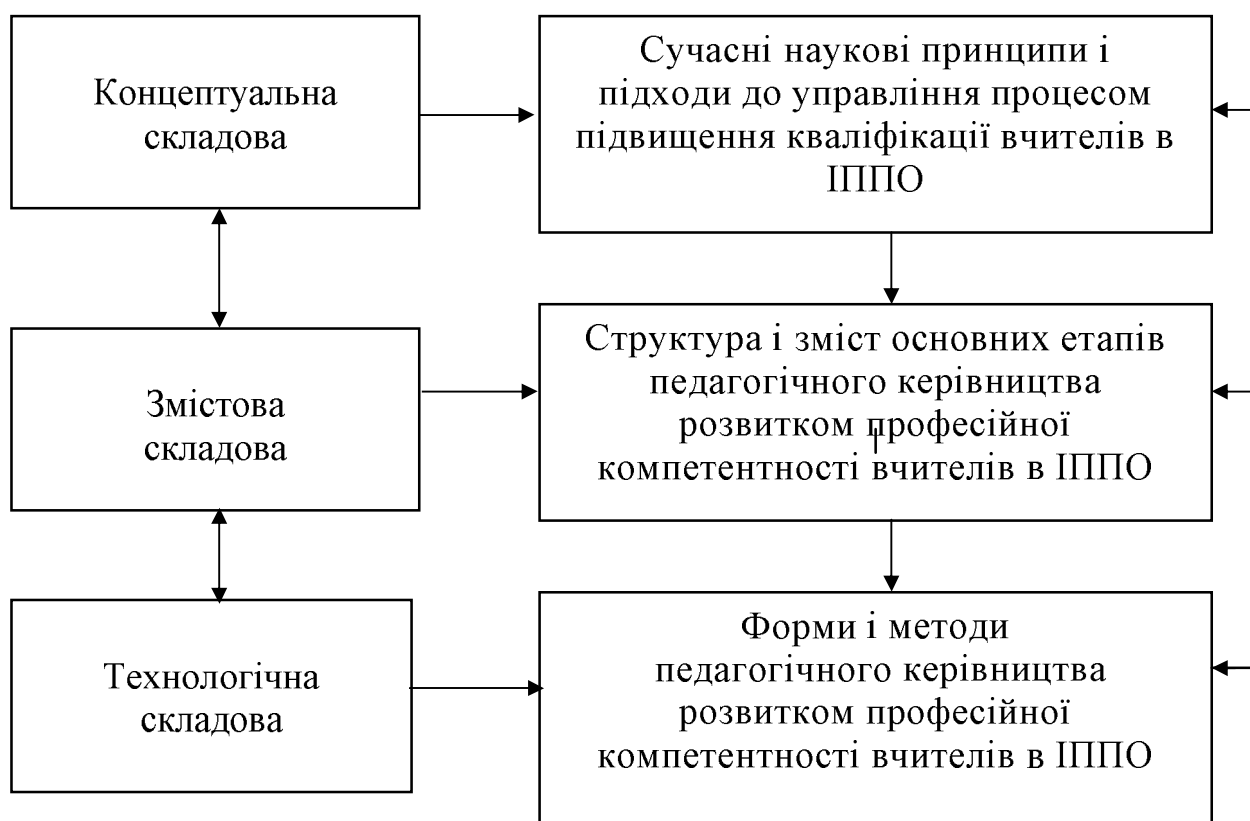 Концептуальна
складова
Сучасні наукові принципи і
підходи до управління процесом
підвищення кваліфікації вчителів в
ІППО
Змістова
складова
Структура і зміст основних етапів
педагогічного керівництва
розвитком професійної
компетентності вчителів в ІППО
Технологічна
складова
Форми і методи
педагогічного керівництва
розвитком професійної
компетентності вчителів в ІППО